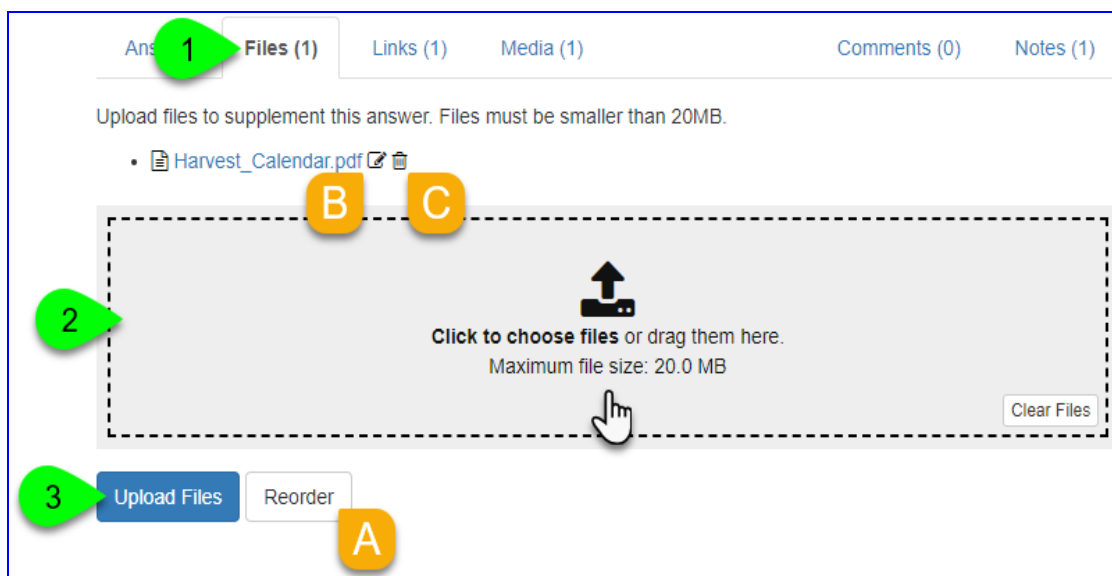 Ans 1 Files (1) Links (1) Media (1) Comments (0) Notes (1)
Upload files to supplement this answer. Files must be smaller than 20MB.
• Harvest_Calendar.pdf
B C
2
Click to choose files or drag them here.
Maximum file size: 20.0 MB
Clear Files
3 Upload Files Reorder
A